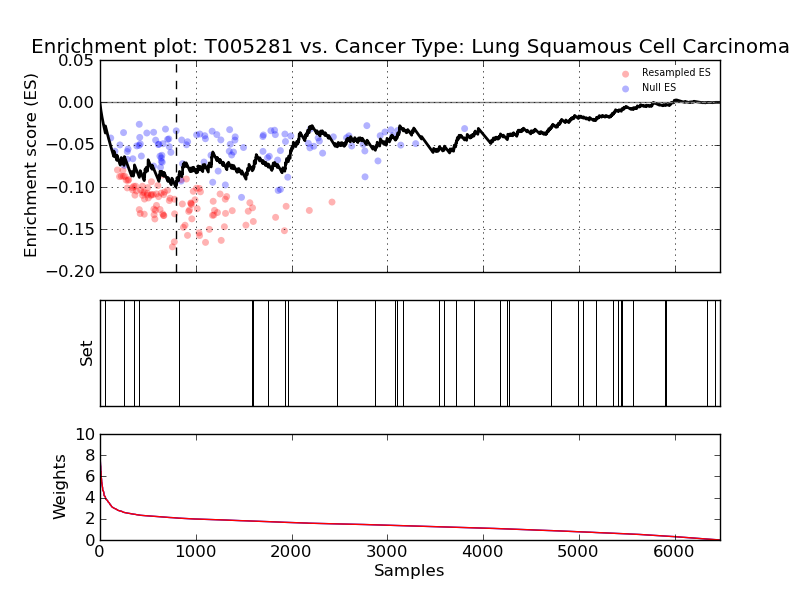 Enrichment plot: T005281 vs. Cancer Type: Lung Squamous Cell Carcinoma
Enrichment score (ES)
0.05
0.00
−0.05
−0.10
−0.15
−0.20
Resampled ES
Null ES
Set
Weights
10
8
6
4
2
0
0 1000 2000 3000 4000 5000 6000
Samples